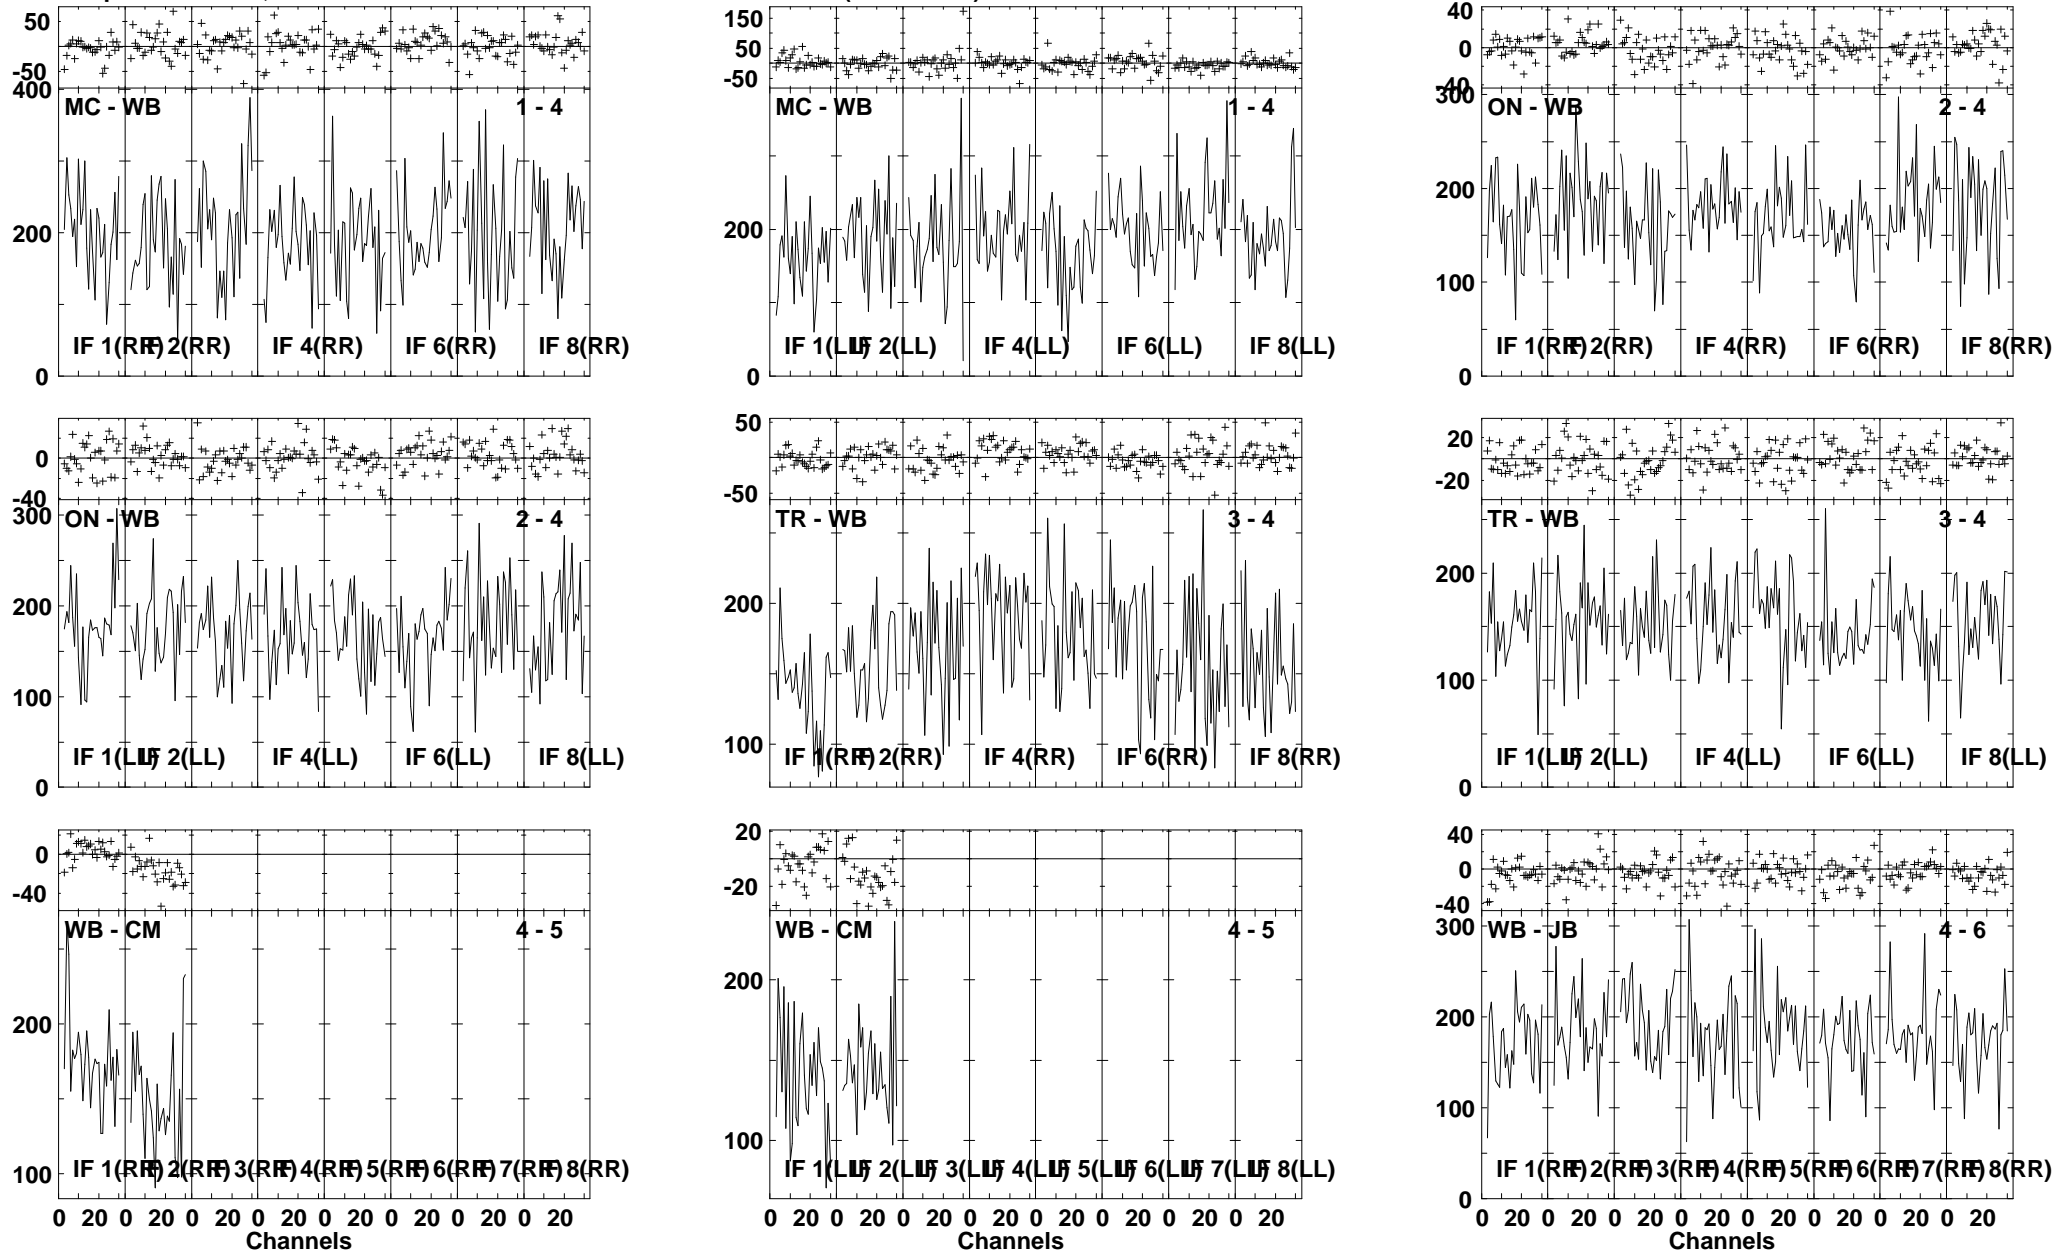 50
-50
400
MC - WB 1 - 4
200
0
IF 1(RR) IF 2(RR) IF 4(RR) IF 6(RR) IF 8(RR)
150
50
-50
MC - WB 1 - 4
200
0
IF 1(LL) IF 2(LL) IF 4(LL) IF 6(LL) IF 8(LL)
40
0
-40
300
ON - WB 2 - 4
200
100
0
IF 1(RR) IF 2(RR) IF 4(RR) IF 6(RR) IF 8(RR)
0
-40
300
ON - WB 2 - 4
200
100
0
IF 1(LL) IF 2(LL) IF 4(LL) IF 6(LL) IF 8(LL)
50
-50
TR - WB 3 - 4
200
100
IF 1(RR) IF 2(RR) IF 4(RR) IF 6(RR) IF 8(RR)
20
-20
TR - WB 3 - 4
200
100
0
IF 1(LL) IF 2(LL) IF 4(LL) IF 6(LL) IF 8(LL)
0
-40
WB - CM 4 - 5
200
100
IF 1(RR) IF 2(RR) IF 3(RR) IF 4(RR) IF 5(RR) IF 6(RR) IF 7(RR) IF 8(RR)
0 20 0 20 0 20 0 20 0 20 0 20 0 20 0 20
Channels
20
-20
WB - CM 4 - 5
200
100
IF 1(LL) IF 2(LL) IF 3(LL) IF 4(LL) IF 5(LL) IF 6(LL) IF 7(LL) IF 8(LL)
0 20 0 20 0 20 0 20 0 20 0 20 0 20 0 20
Channels
40
0
-40
300
WB - JB 4 - 6
200
100
0
IF 1(RR) IF 2(RR) IF 3(RR) IF 4(RR) IF 5(RR) IF 6(RR) IF 7(RR) IF 8(RR)
0 20 0 20 0 20 0 20 0 20 0 20 0 20 0 20
Channels